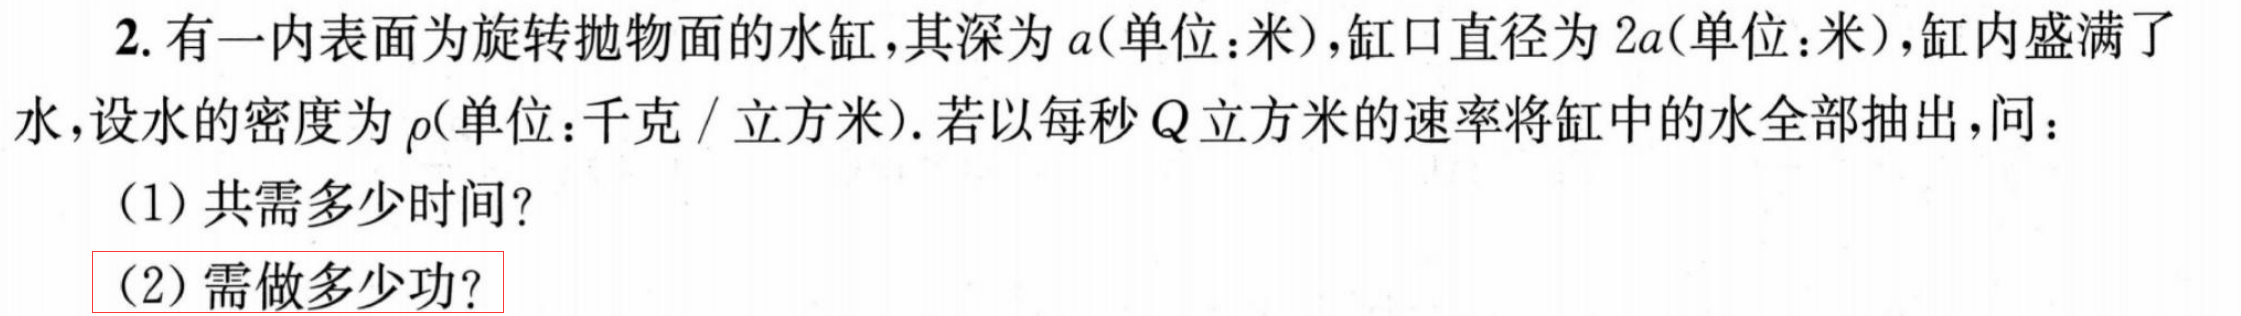 2. 有一内表面为旋转抛物面的水缸,其深为 a(单位:米),缸口直径为 2a(单位:米),缸内盛满了
水,设水的密度为 ρ(单位:千克 / 立方米). 若以每秒 Q 立方米的速率将缸中的水全部抽出,问:
(1) 共需多少时间?
(2) 需做多少功?